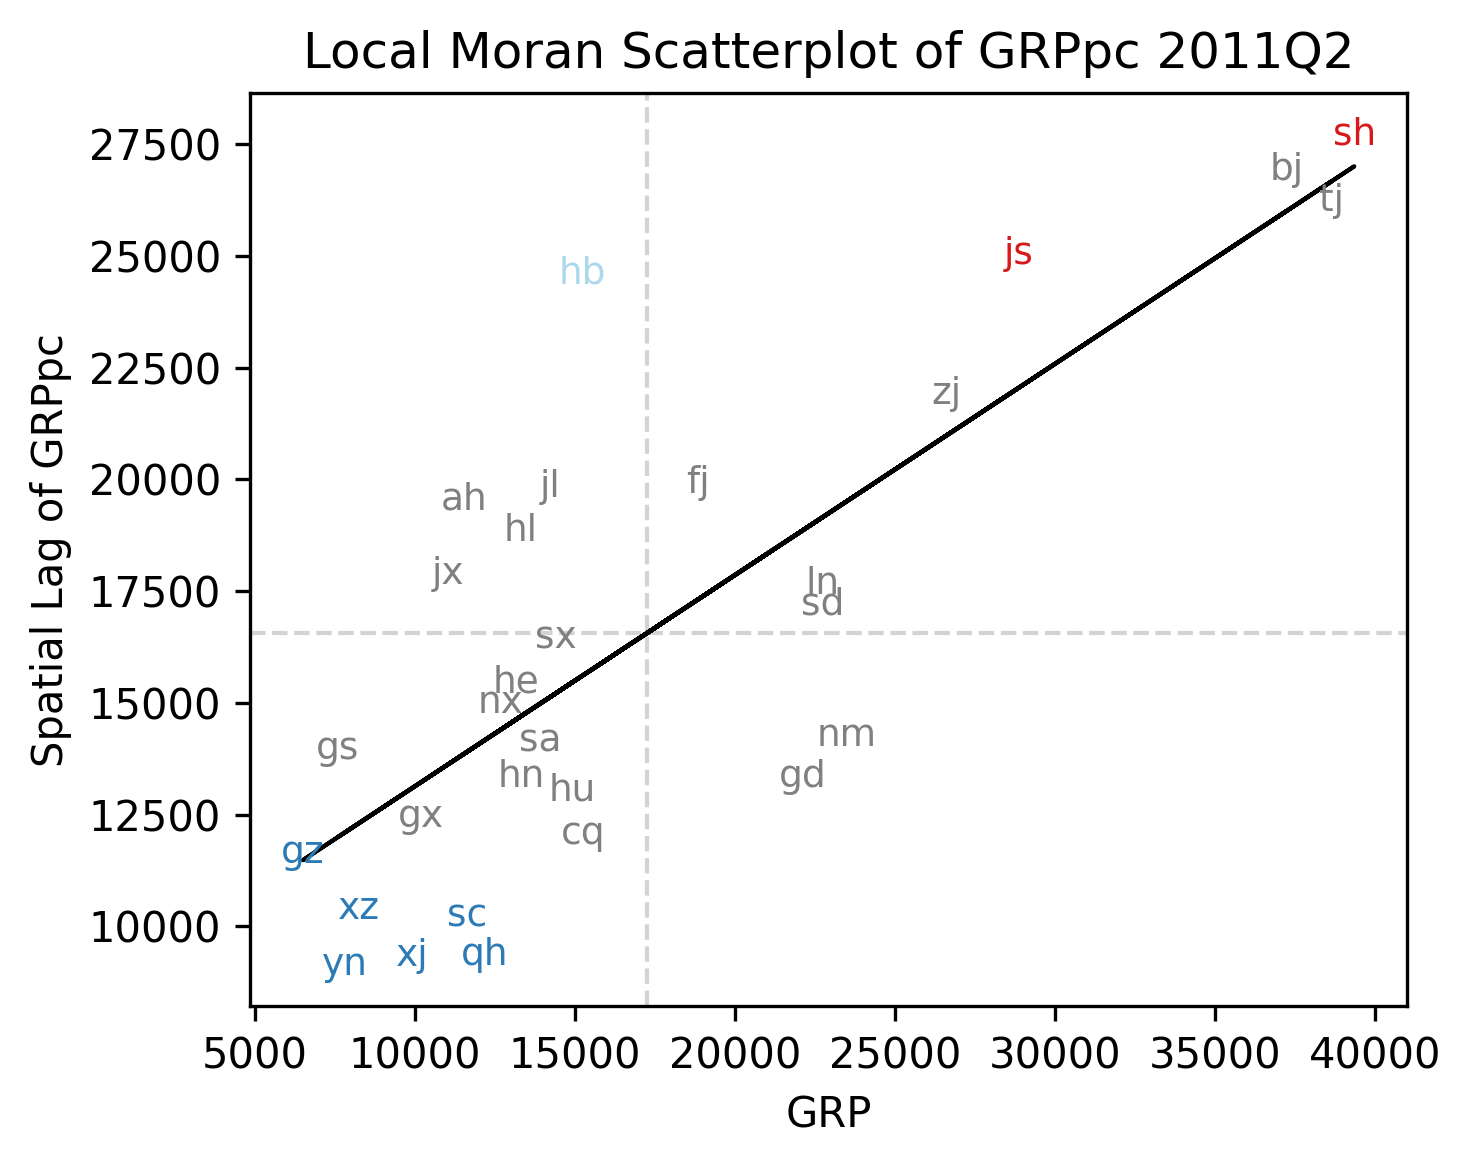 Local Moran Scatterplot of GRPpc 2011Q2
27500
25000
22500
20000
17500
15000
12500
10000
Spatial Lag of GRPpc
sh
bj
tj
js
hb
zj
fj
jl
ah
hl
jx
ln
sd
sx
he
nx
sa
nm
gs
hn
gd
hu
gx
cq
gz
xz
sc
yn
xj
qh
5000 10000 15000 20000 25000 30000 35000 40000
GRP